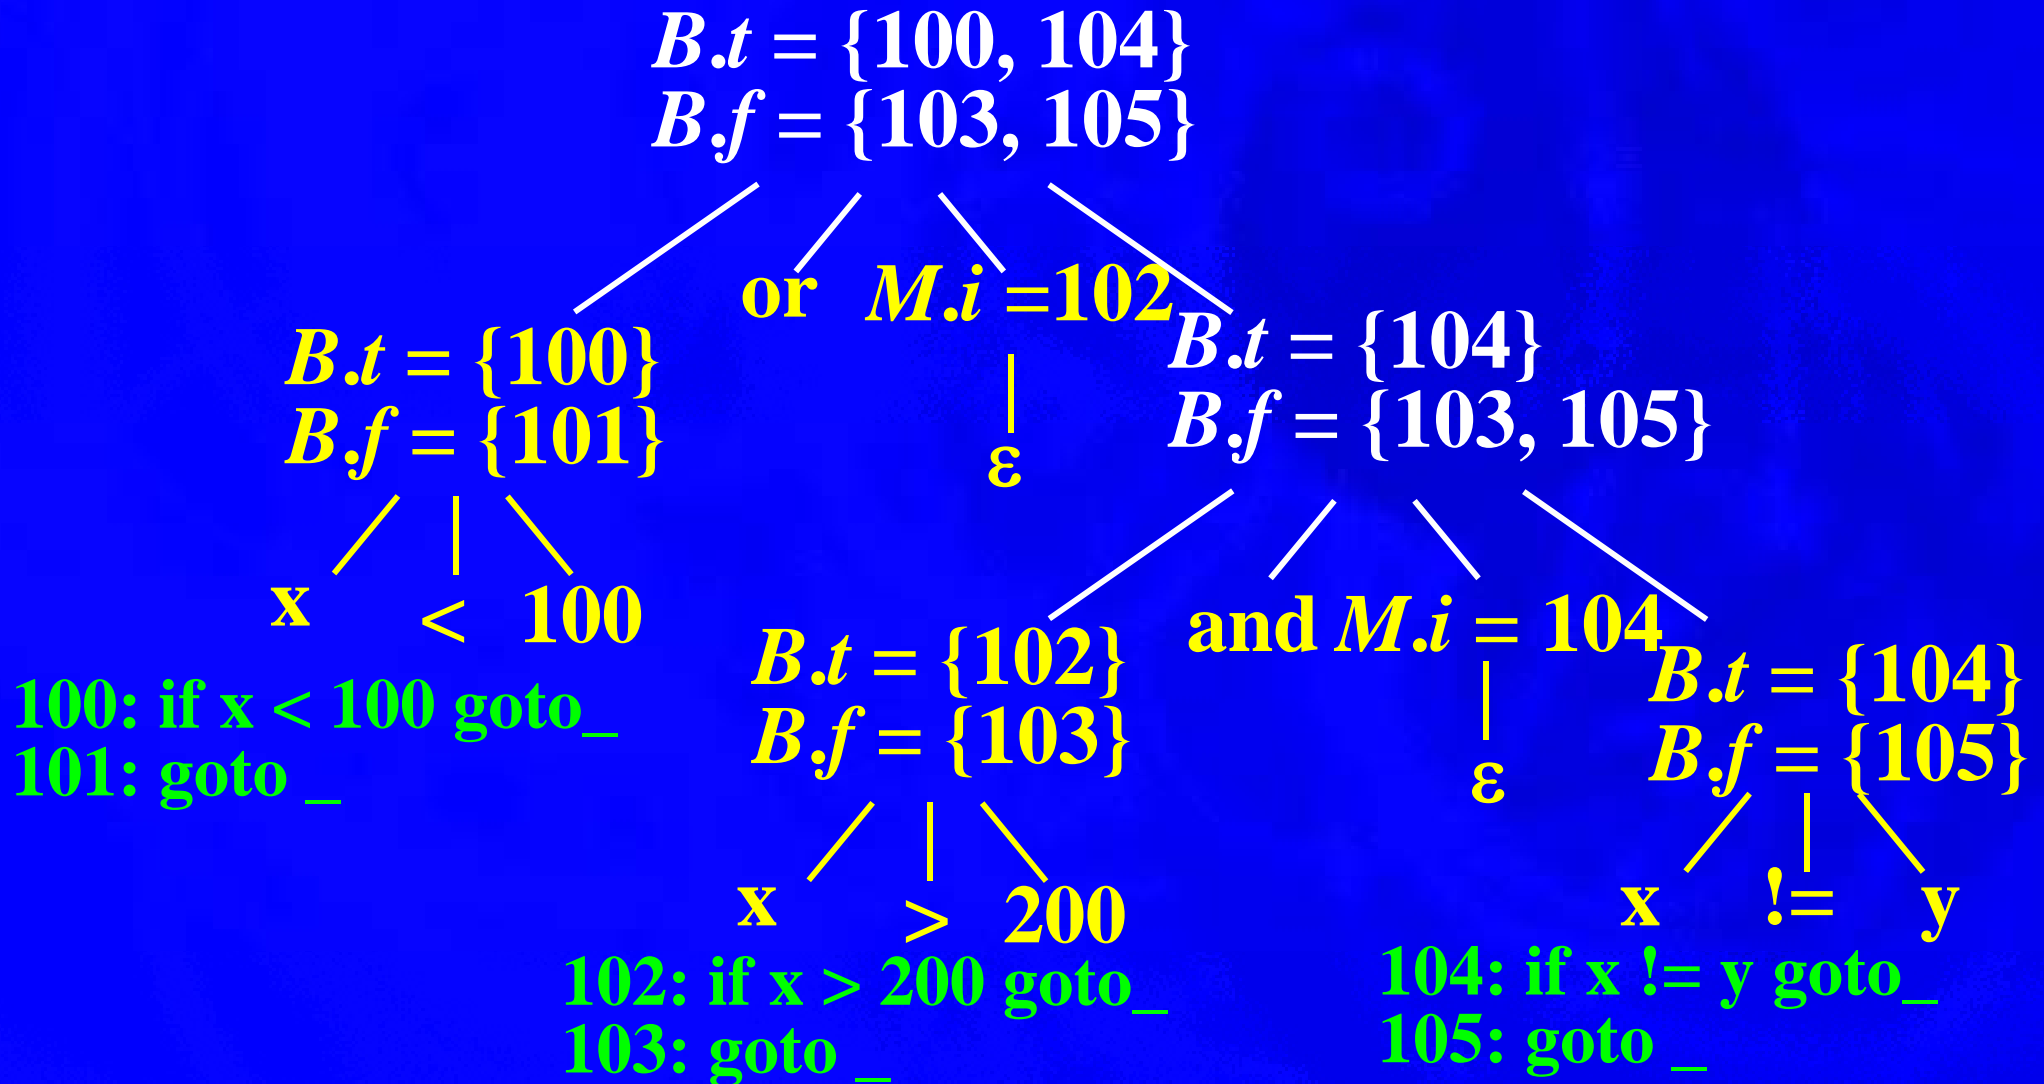 B.t = {100, 104}
B.f = {103, 105}
or M.i =102
B.t = {100}
B.f = {101}
B.t = {104}
B.f = {103, 105}
ε
x < 100
100: if x < 100 goto_
101: goto _
and M.i = 104
B.t = {102}
B.f = {103}
B.t = {104}
B.f = {105}
ε
x > 200
102: if x > 200 goto_
103: goto _
x != y
104: if x != y goto_
105: goto _